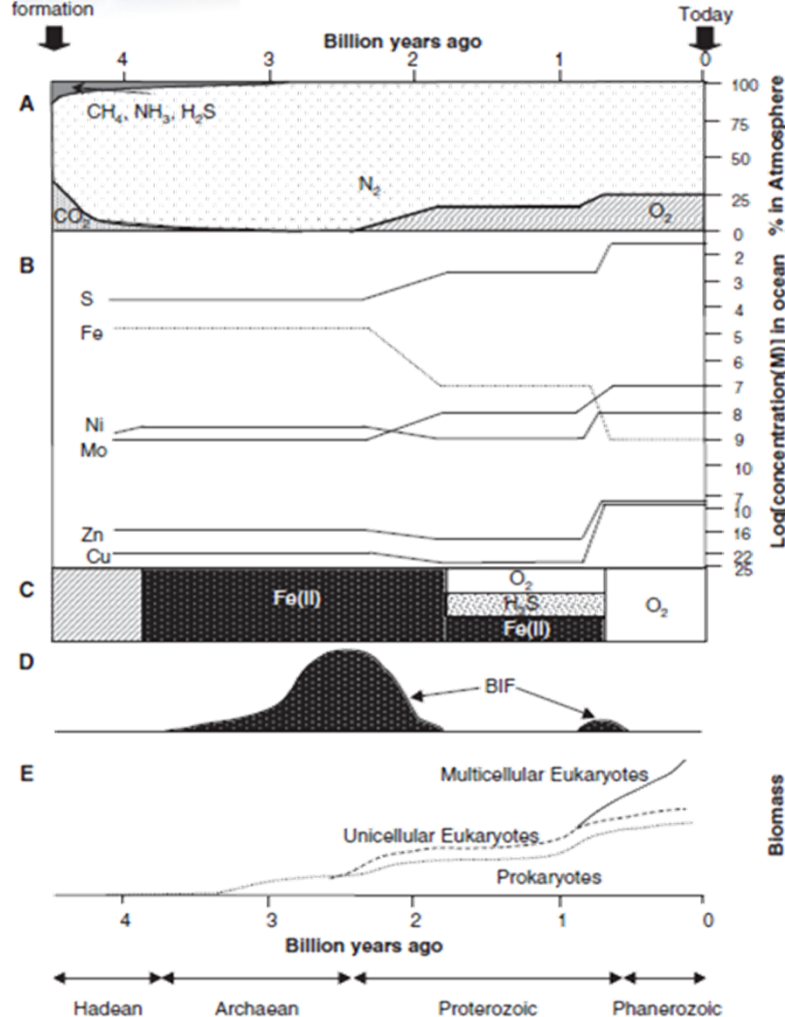 formation
Today
Billion years ago
4 3 2 1 0
A
CH4, NH3, H2S
N2
CO2
O2
100
75
50
25
0
% in Atmosphere
B
S
Fe
Ni
Mo
Zn
Cu
2
3
4
5
6
7
8
9
10
7
10
16
22
25
Log[concentration(M)] in ocean
C
Fe(II)
O2
H2S
Fe(II)
O2
D
BIF
E
Multicellular Eukaryotes
Unicellular Eukaryotes
Prokaryotes
Biomass
4 3 2 1 0
Billion years ago
Hadean Archaean Proterozoic Phanerozoic